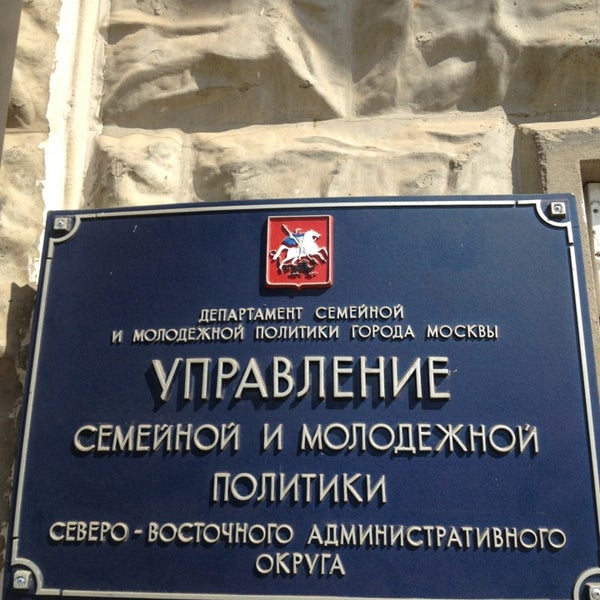 ДЕПАРТАМЕНТ СЕМЕЙНОЙ
И МОЛОДЕЖНОЙ ПОЛИТИКИ ГОРОДА МОСКВЫ
УПРАВЛЕНИЕ
СЕМЕЙНОЙ И МОЛОДЕЖНОЙ
ПОЛИТИКИ
СЕВЕРО - ВОСТОЧНОГО АДМИНИСТРАТИВНОГО
ОКРУГА